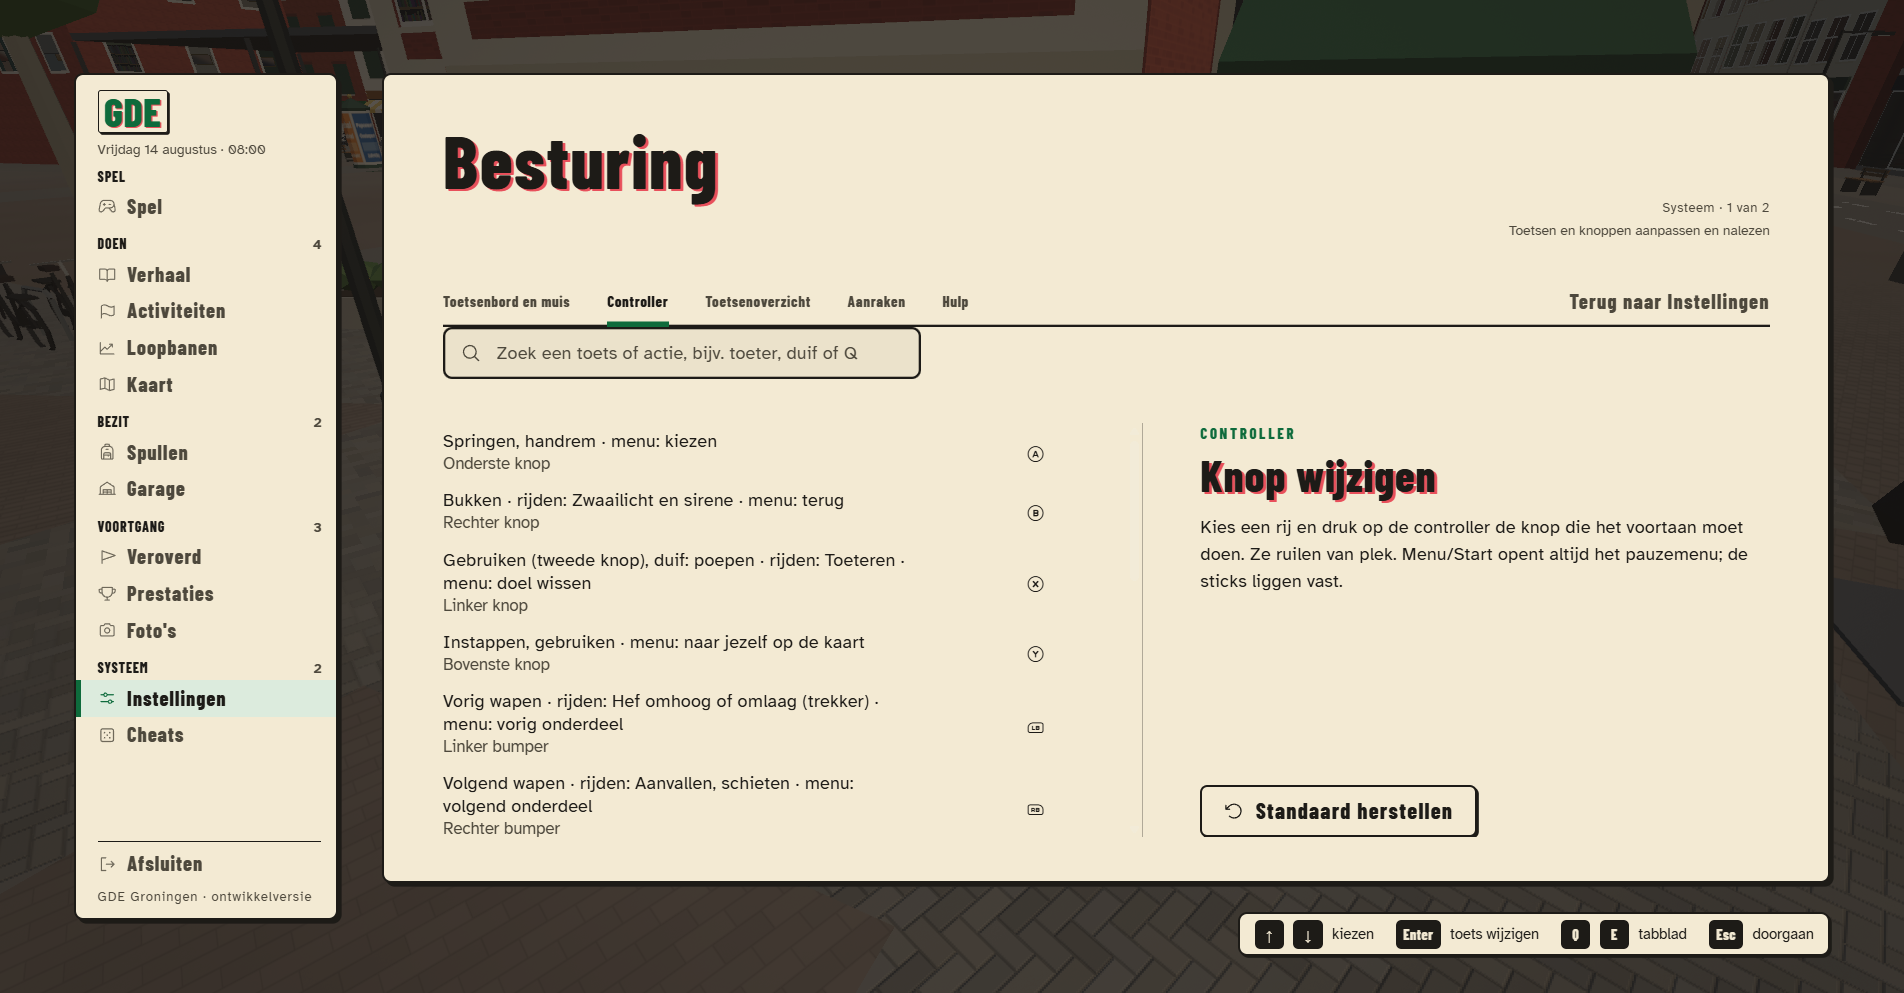 GDE
Vrijdag 14 augustus · 08:00
SPEL
Spel
DOEN 4
Verhaal
Activiteiten
Loopbanen
Kaart
BEZIT 2
Spullen
Garage
VOORTGANG 3
Veroverd
Prestaties
Foto's
SYSTEEM 2
Instellingen
Cheats
Afsluiten
GDE Groningen · ontwikkelversie
Besturing
Systeem · 1 van 2
Toetsen en knoppen aanpassen en nalezen
Toetsenbord en muis Controller Toetsenoverzicht Aanraken Hulp Terug naar Instellingen
Zoek een toets of actie, bijv. toeter, duif of Q
Springen, handrem · menu: kiezen
Onderste knop
A
Bukken · rijden: Zwaailicht en sirene · menu: terug
Rechter knop
B
Gebruiken (tweede knop), duif: poepen · rijden: Toeteren ·
menu: doel wissen
Linker knop
X
Instappen, gebruiken · menu: naar jezelf op de kaart
Bovenste knop
Y
Vorig wapen · rijden: Hef omhoog of omlaag (trekker) ·
menu: vorig onderdeel
Linker bumper
LB
Volgend wapen · rijden: Aanvallen, schieten · menu:
volgend onderdeel
Rechter bumper
RB
CONTROLLER
Knop wijzigen
Kies een rij en druk op de controller de knop die het voortaan moet
doen. Ze ruilen van plek. Menu/Start opent altijd het pauzemenu; de
sticks liggen vast.
Standaard herstellen
↑ ↓ kiezen Enter toets wijzigen Q E tabblad Esc doorgaan